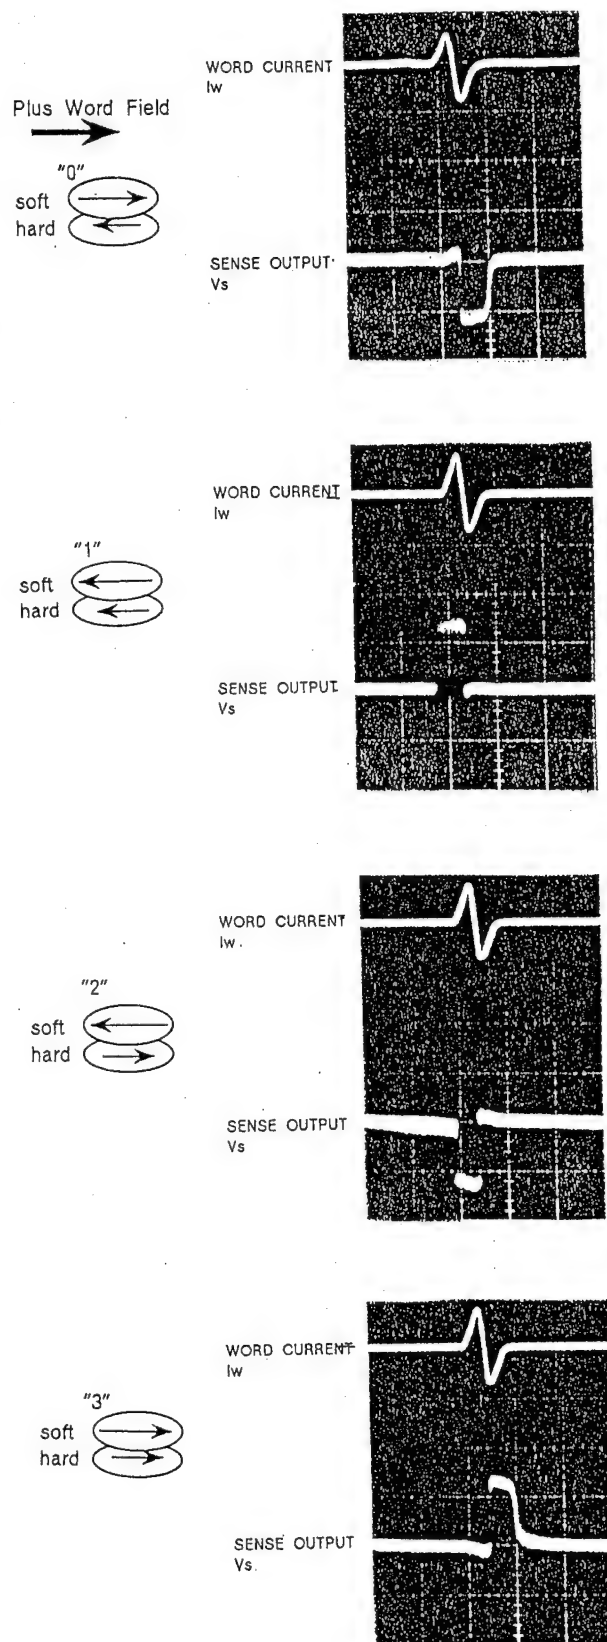 WORD CURRENT
Iw
Plus Word Field
"0"
soft
hard
SENSE OUTPUT
Vs
WORD CURRENT
Iw
"1"
soft
hard
SENSE OUTPUT
Vs
WORD CURRENT
Iw.
"2"
soft
hard
SENSE OUTPUT
Vs
WORD CURRENT
Iw
"3"
soft
hard
SENSE OUTPUT
Vs.